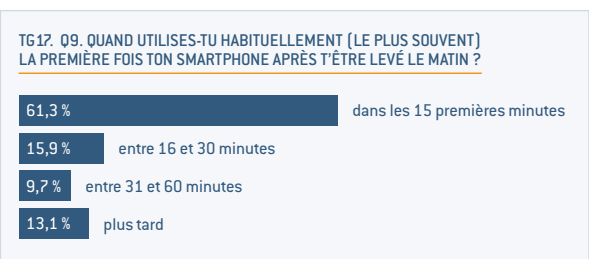 TG17. Q9. QUAND UTILISES-TU HABITUELLEMENT (LE PLUS SOUVENT)
LA PREMIÈRE FOIS TON SMARTPHONE APRÈS T'ÊTRE LEVÉ LE MATIN ?
61,3 % dans les 15 premières minutes
15,9 % entre 16 et 30 minutes
9,7 % entre 31 et 60 minutes
13,1 % plus tard